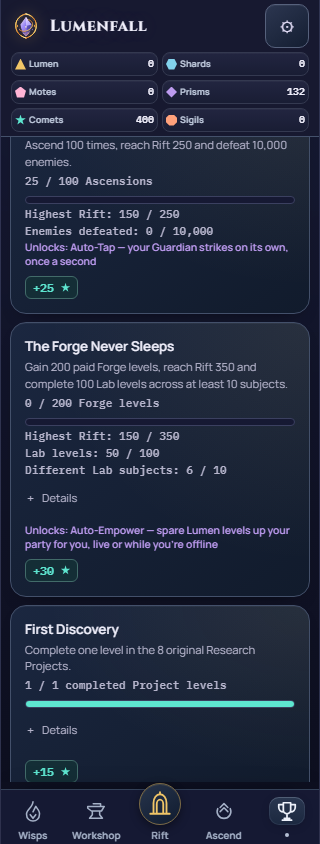 LUMENFALL
Lumen 0
Shards 0
Motes 0
Prisms 132
Comets 400
Sigils 0
Ascend 100 times, reach Rift 250 and defeat 10,000
enemies.
25 / 100 Ascensions
Highest Rift: 150 / 250
Enemies defeated: 0 / 10,000
Unlocks: Auto-Tap — your Guardian strikes on its own,
once a second
+25 ★
The Forge Never Sleeps
Gain 200 paid Forge levels, reach Rift 350 and
complete 100 Lab levels across at least 10 subjects.
0 / 200 Forge levels
Highest Rift: 150 / 350
Lab levels: 50 / 100
Different Lab subjects: 6 / 10
+ Details
Unlocks: Auto-Empower — spare Lumen levels up your
party for you, live or while you're offline
+30 ★
First Discovery
Complete one level in the 8 original Research
Projects.
1 / 1 completed Project levels
+ Details
+15 ★
Wisps
Workshop
Rift
Ascend